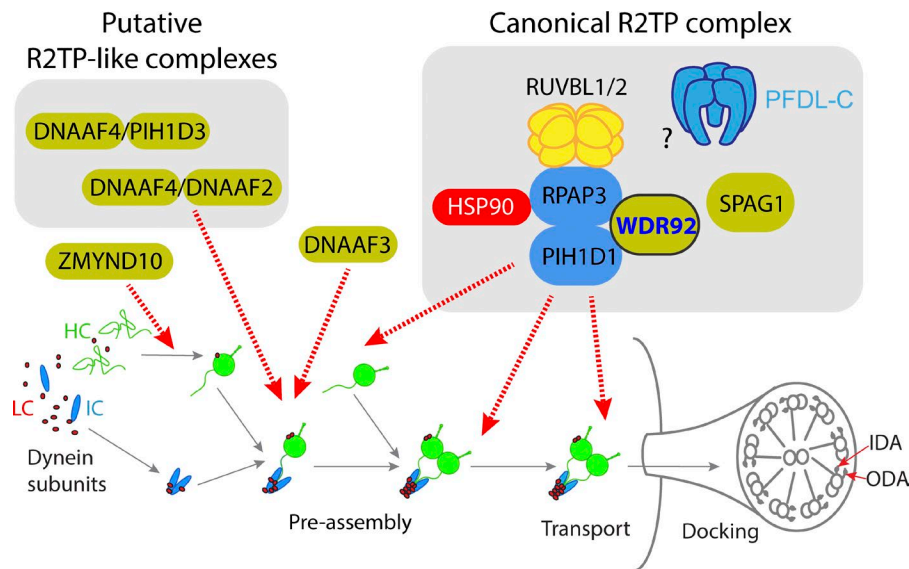 Putative
R2TP-like complexes
DNAAF4/PIH1D3
DNAAF4/DNAAF2
ZMYND10
DNAAF3
Canonical R2TP complex
RUVBL1/2
PFDL-C
?
HSP90
RPAP3
WDR92
SPAG1
PIH1D1
HC
LC
IC
Dynein
subunits
Pre-assembly
Transport
Docking
IDA
ODA